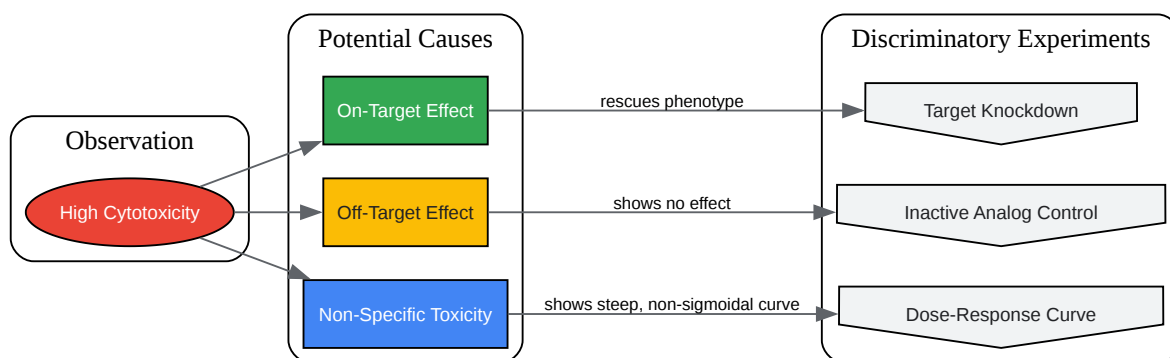 Potential Causes
Discriminatory Experiments
On-Target Effect
rescues phenotype
Target Knockdown
Observation
High Cytotoxicity
Off-Target Effect
shows no effect
Inactive Analog Control
Non-Specific Toxicity
shows steep, non-sigmoidal curve
Dose-Response Curve